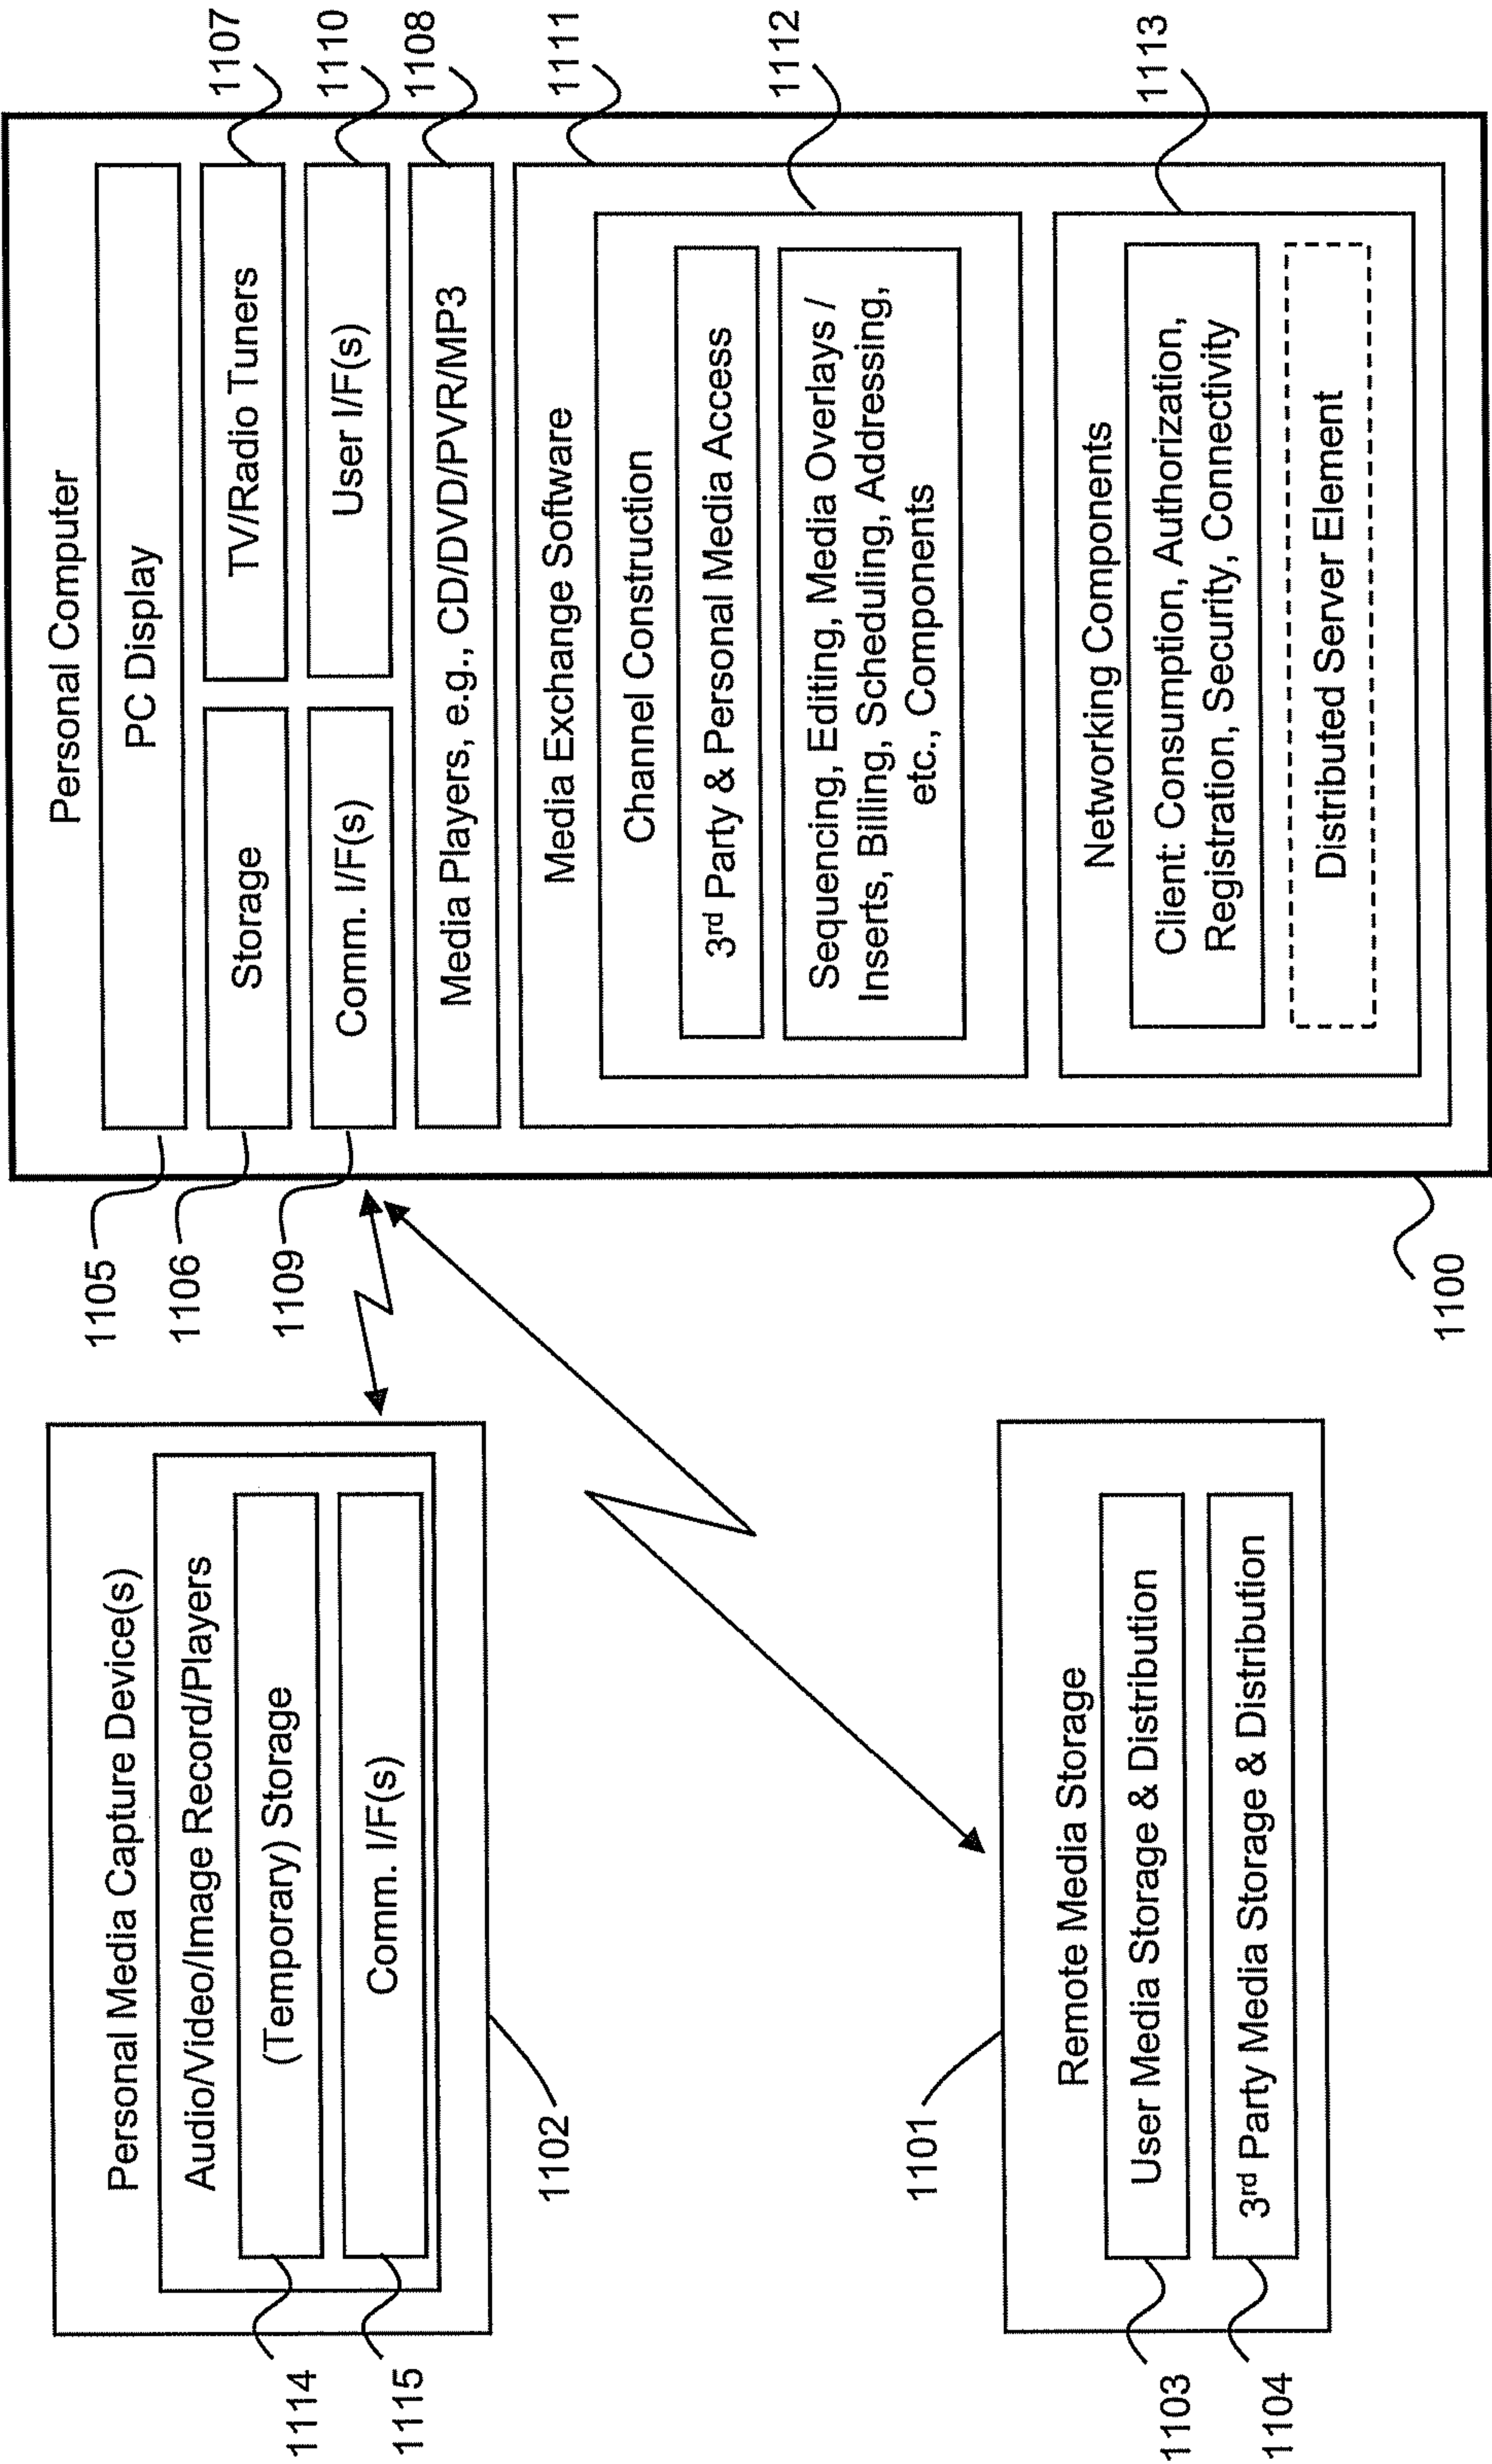 Personal Media Capture Device(s)
Audio/Video/Image Record/Players
(Temporary) Storage
Comm. I/F(s)
1114
1115
1102
Remote Media Storage
User Media Storage & Distribution
3rd Party Media Storage & Distribution
1101
1103
1104
Personal Computer
PC Display
Storage
TV/Radio Tuners
Comm. I/F(s)
User I/F(s)
Media Players, e.g., CD/DVD/PVR/MP3
Media Exchange Software
Channel Construction
3rd Party & Personal Media Access
Sequencing, Editing, Media Overlays /
Inserts, Billing, Scheduling, Addressing,
etc., Components
Networking Components
Client: Consumption, Authorization,
Registration, Security, Connectivity
Distributed Server Element
1105
1106
1109
1100
1107
1110
1108
1111
1112
1113